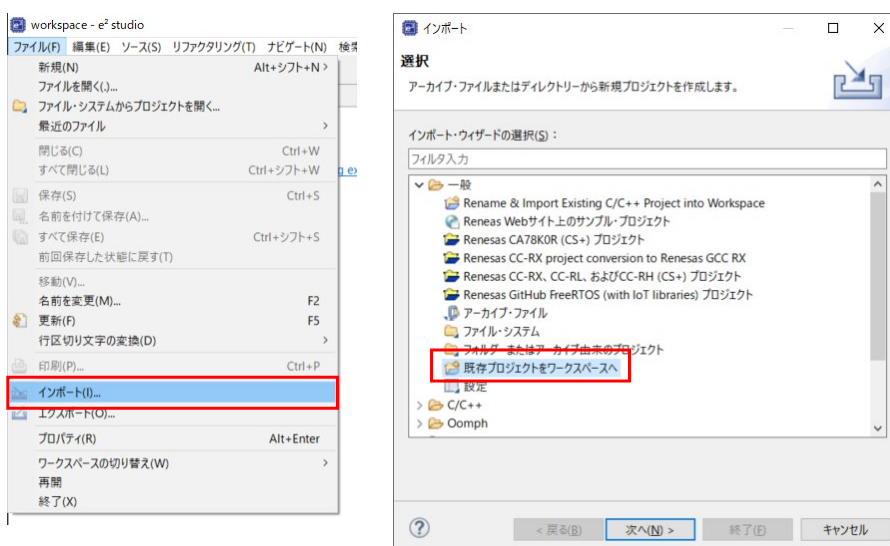 workspace - e² studio
ファイル(F) 編集(E) ソース(S) リファクタリング(T) ナビゲート(N)
新規(N) Alt+シフト+N >
ファイルを開く(.)...
ファイル・システムからプロジェクトを開く...
最近のファイル >
閉じる(C) Ctrl+W
すべて閉じる(L) Ctrl+シフト+W
保存(S) Ctrl+S
名前を付けて保存(A)...
すべて保存(E) Ctrl+シフト+S
前回保存した状態に戻す(T)
移動(V)...
名前を変更(M)... F2
更新(F) F5
行区切り文字の変換(D) >
印刷(P)... Ctrl+P
インポート(I)...
エクスポート(O)...
プロパティ(R) Alt+Enter
ワークスペースの切り替え(W) >
再開
終了(X)
インポート
選択
アーカイブ・ファイルまたはディレクトリーから新規プロジェクトを作成します。
インポート・ウィザードの選択(S)：
フィルタ入力
一般
Rename & Import Existing C/C++ Project into Workspace
Reneas Webサイト上のサンプル・プロジェクト
Renesas CA78K0R (CS+) プロジェクト
Renesas CC-RX project conversion to Renesas GCC RX
Renesas CC-RX、CC-RL、およびCC-RH (CS+) プロジェクト
Renesas GitHub FreeRTOS (with IoT libraries) プロジェクト
アーカイブ・ファイル
ファイル・システム
フォルダーまたはアーカイブ由来のプロジェクト
既存プロジェクトをワークスペースへ
設定
C/C++
Oomph
< 戻る(B) 次へ(N) > 終了(F) キャンセル